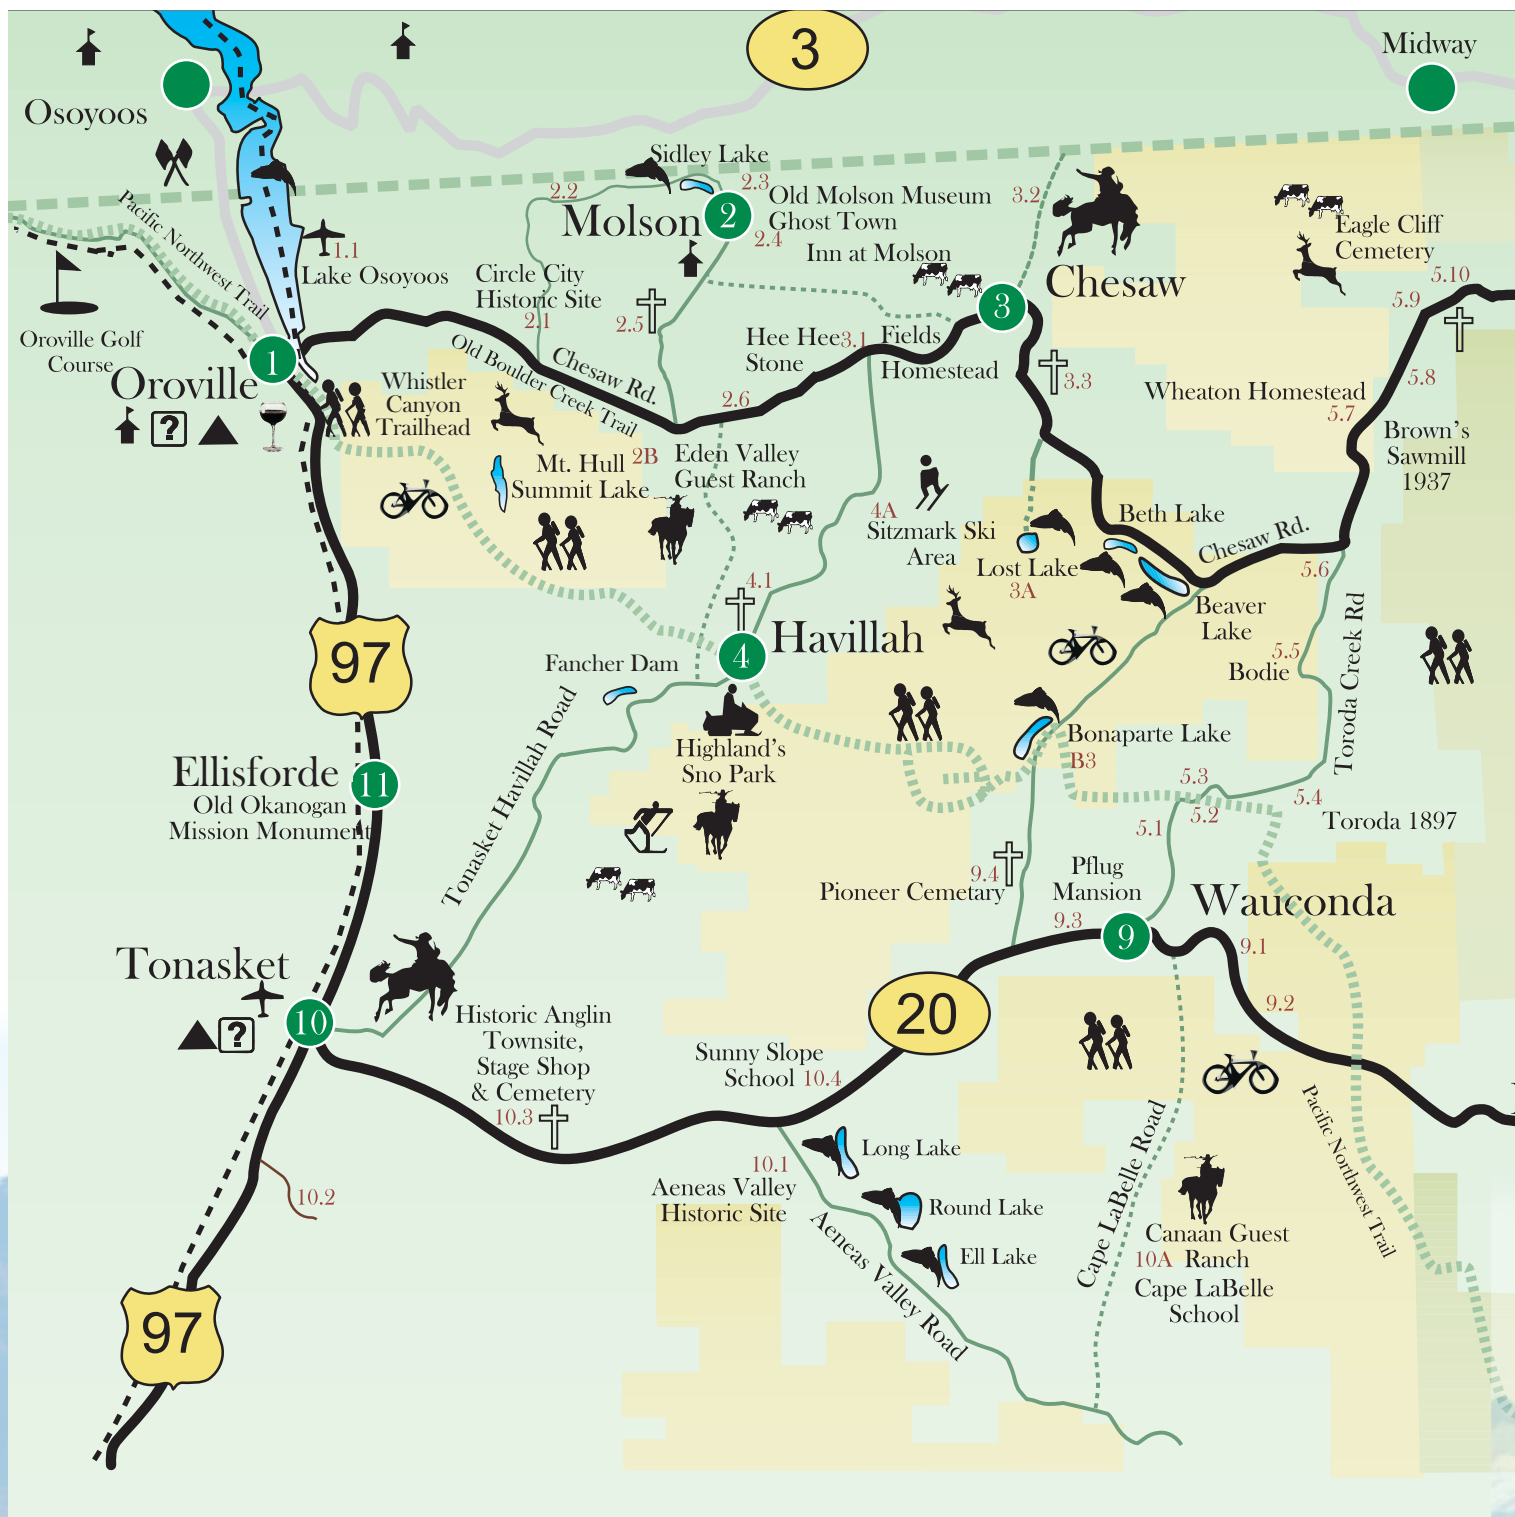 3
Midway
Osoyoos
Sidley Lake
2.2
2.3
Molson
2
Old Molson Museum
Ghost Town
2.4
Inn at Molson
3.2
Eagle Cliff
Cemetery
5.10
5.9
Pacific Northwest Trail
1.1
Lake Osoyoos
Circle City
Historic Site
2.1
2.5
Chesaw
3
Oroville Golf
Course
1
Oroville
Old Boulder Creek Trail
Chesaw Rd.
Hee Hee
Stone
3.1
Fields
Homestead
3.3
Wheaton Homestead
5.7
5.8
Whistler
Canyon
Trailhead
2.6
Brown's
Sawmill
1937
Mt. Hull
Summit Lake
2B
Eden Valley
Guest Ranch
4A
Sitzmark Ski
Area
Beth Lake
Chesaw Rd.
Lost Lake
3A
5.6
Beaver
Lake
4.1
4
Havillah
97
Fancher Dam
5.5
Bodie
Toroda Creek Rd
Tonasket Havillah Road
Highland's
Sno Park
Bonaparte Lake
B3
Ellisforde
11
Old Okanogan
Mission Monument
5.3
5.4
5.2
5.1
Toroda 1897
Pioneer Cemetary
9.4
Pflug
Mansion
9.3
9
Wauconda
9.1
9.2
Tonasket
10
20
Historic Anglin
Townsite,
Stage Shop
& Cemetery
10.3
Sunny Slope
School 10.4
Long Lake
10.1
Aeneas Valley
Historic Site
Round Lake
Ell Lake
Aeneas Valley Road
Cape LaBelle Road
Pacific Northwest Trail
10.2
Canaan Guest
10A Ranch
Cape LaBelle
School
97